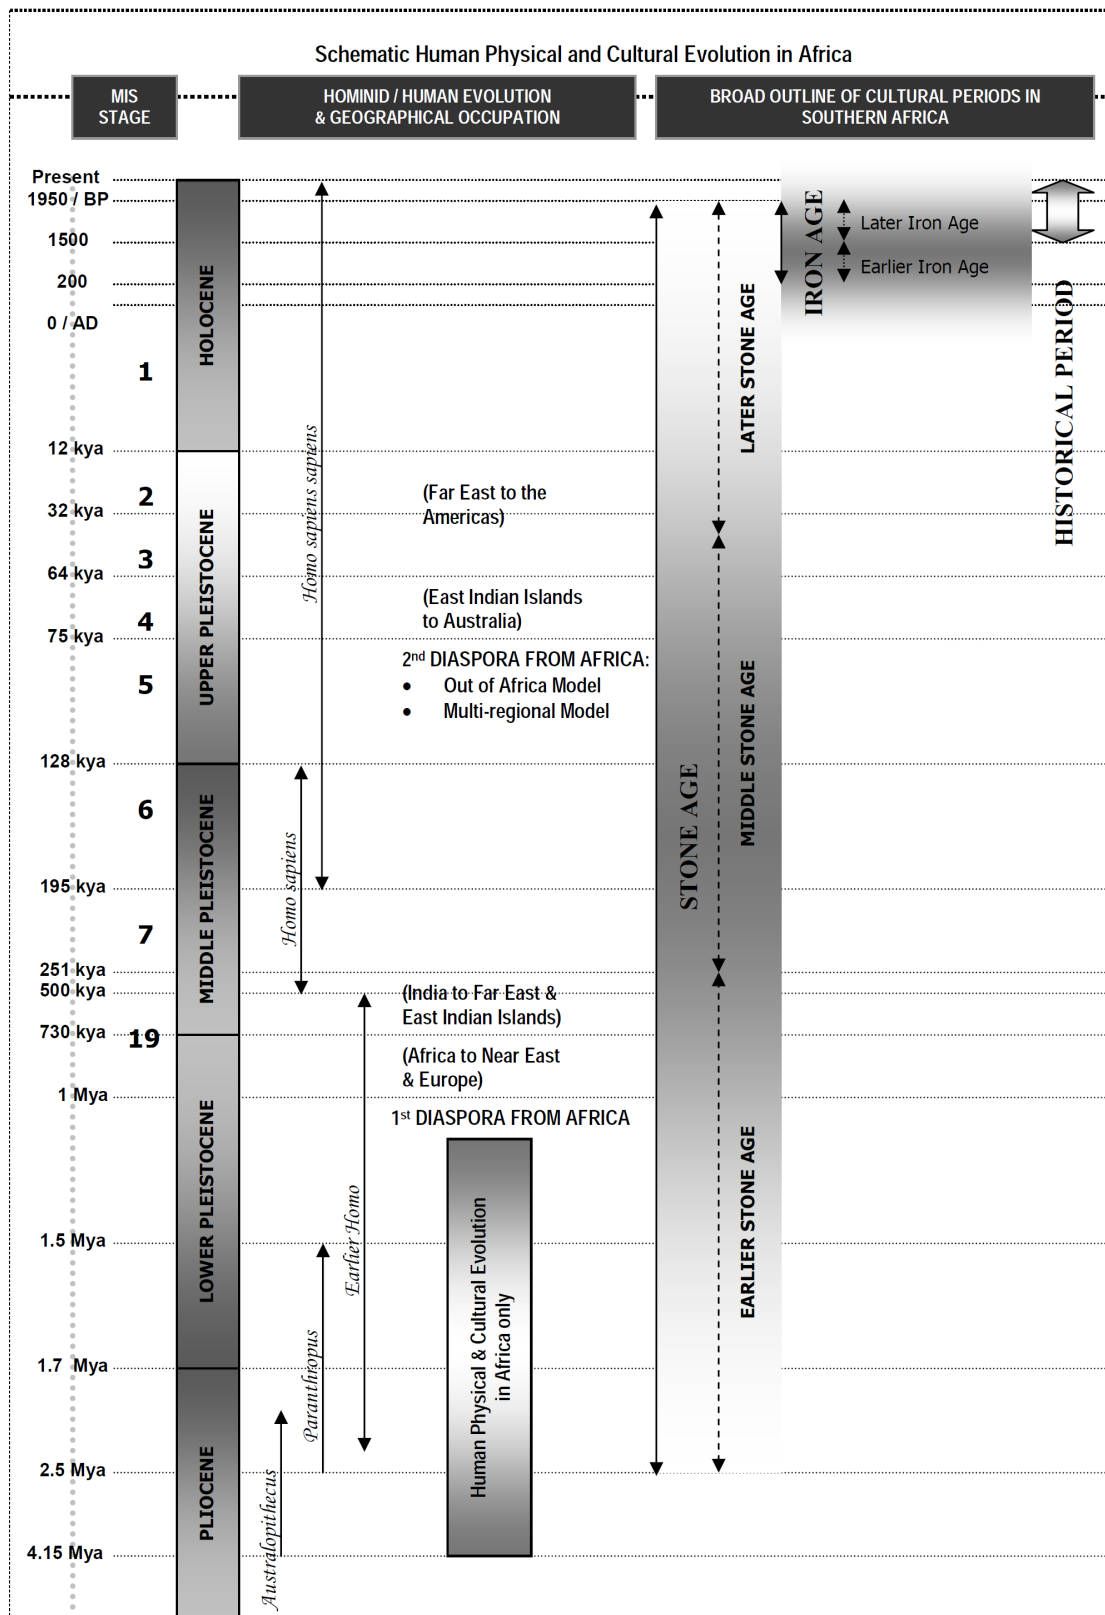 Schematic Human Physical and Cultural Evolution in Africa
MIS
STAGE
HOMINID / HUMAN EVOLUTION
& GEOGRAPHICAL OCCUPATION
BROAD OUTLINE OF CULTURAL PERIODS IN
SOUTHERN AFRICA
Present
1950 / BP
1500
200
0 / AD
12 kya
32 kya
64 kya
75 kya
128 kya
195 kya
251 kya
500 kya
730 kya
1 Mya
1.5 Mya
1.7 Mya
2.5 Mya
4.15 Mya
1
2
3
4
5
6
7
19
HOLOCENE
UPPER PLEISTOCENE
MIDDLE PLEISTOCENE
LOWER PLEISTOCENE
PLIOCENE
Homo sapiens sapiens
Homo sapiens
Earlier Homo
Paranthropus
Australopithecus
(Far East to the
Americas)
(East Indian Islands
to Australia)
2nd DIASPORA FROM AFRICA:
• Out of Africa Model
• Multi-regional Model
(India to Far East &
East Indian Islands)
(Africa to Near East
& Europe)
1st DIASPORA FROM AFRICA
Human Physical & Cultural Evolution
in Africa only
STONE AGE
LATER STONE AGE
MIDDLE STONE AGE
EARLIER STONE AGE
IRON AGE
Later Iron Age
Earlier Iron Age
HISTORICAL PERIOD